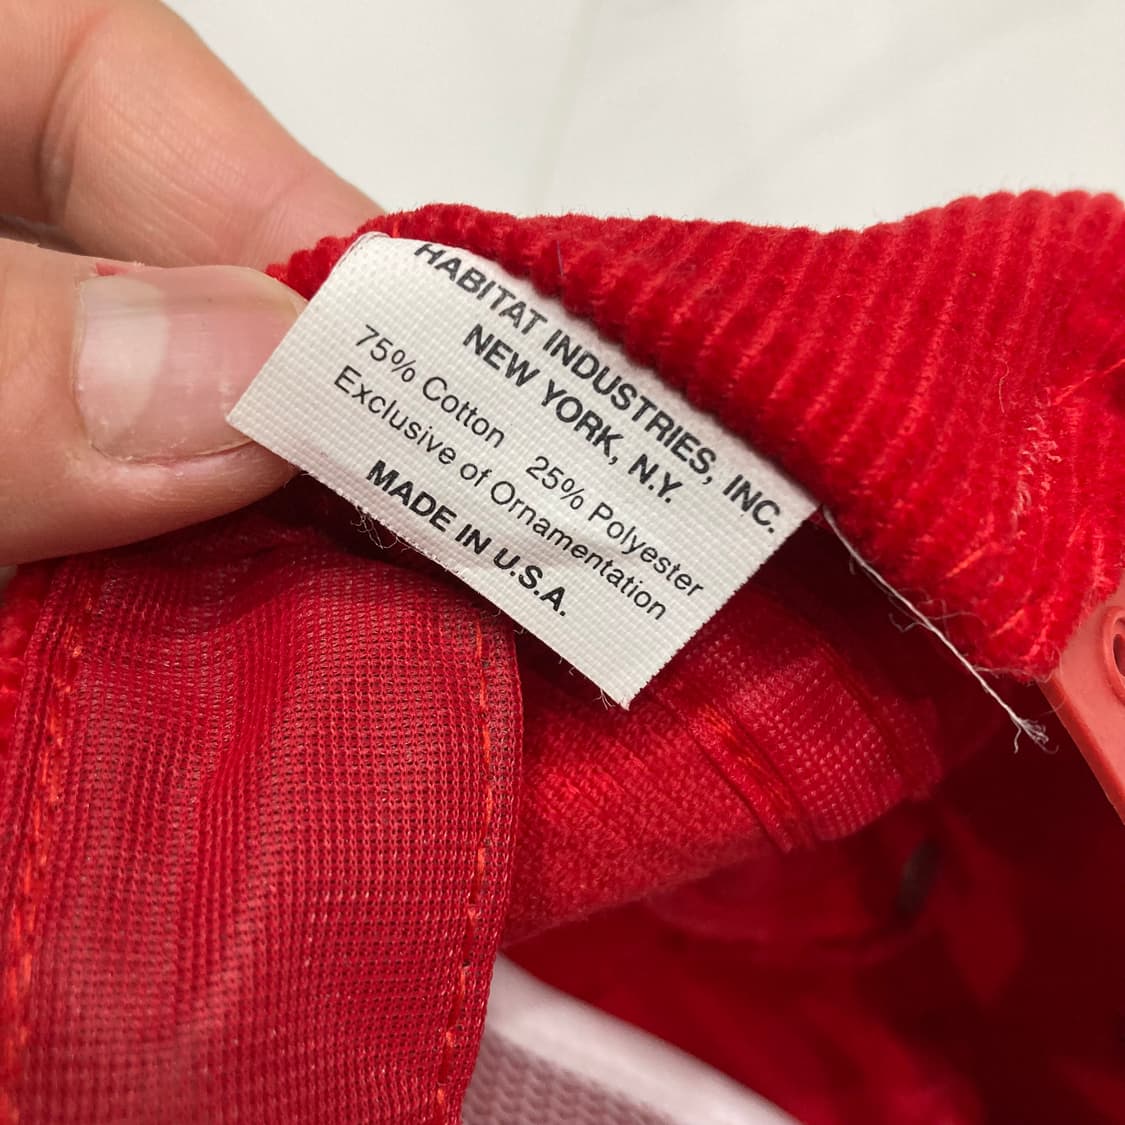 HABITAT INDUSTRIES, INC.
NEW YORK, N.Y.
75% Cotton 25% Polyester
Exclusive of Ornamentation
MADE IN U.S.A.